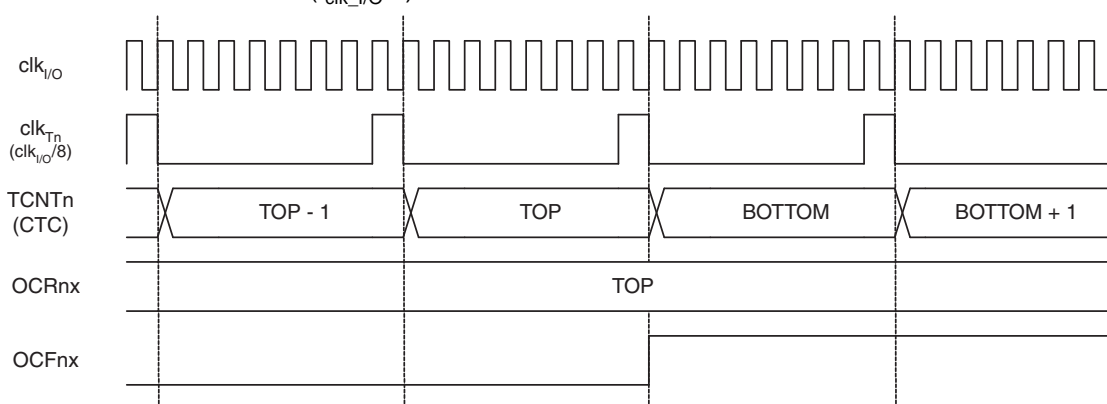 clk_I/O
clk_Tn
(clk_I/O/8)
TCNTn
(CTC)
TOP - 1
TOP
BOTTOM
BOTTOM + 1
OCRnx
TOP
OCFnx